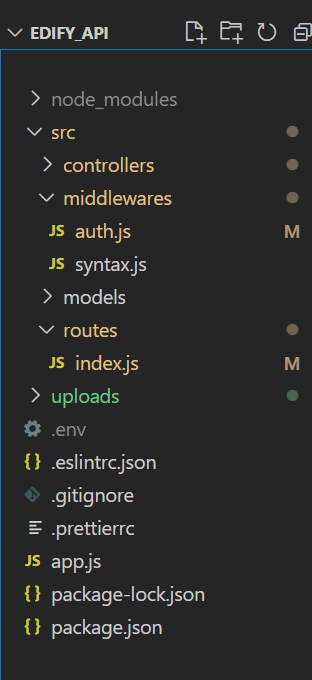 EDIFY_API
node_modules
src
controllers
middlewares
JS auth.js M
JS syntax.js
models
routes
JS index.js M
uploads
.env
{} .eslintrc.json
.gitignore
.prettierrc
JS app.js
{} package-lock.json
{} package.json